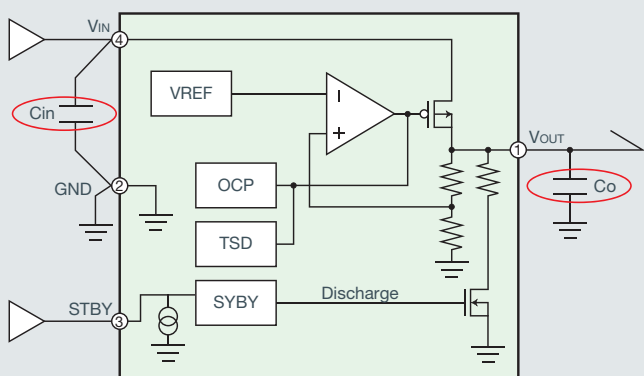 VIN
4
VREF
Cin
1
VOUT
GND
2
OCP
Co
TSD
STBY
3
SYBY
Discharge